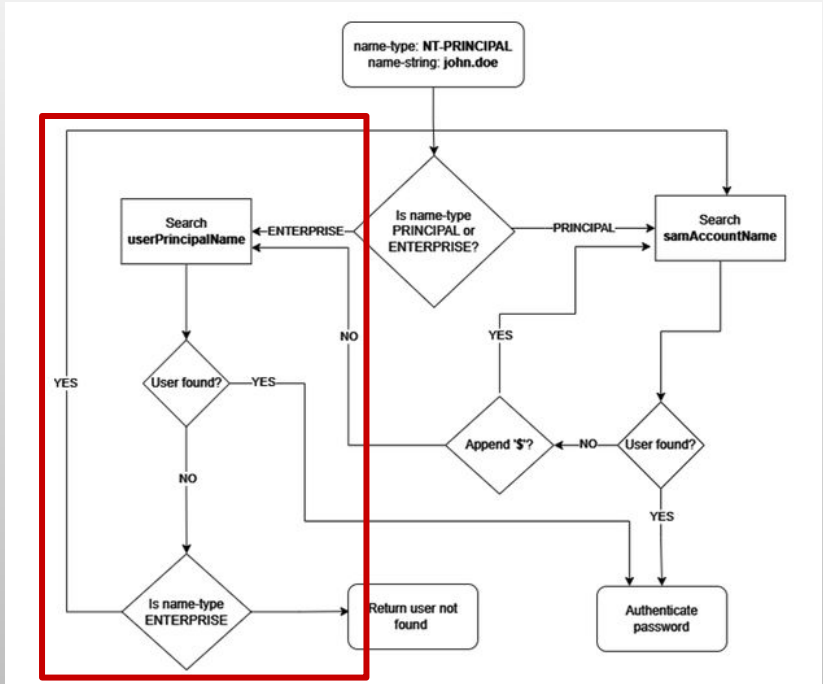 name-type: NT-PRINCIPAL
name-string: john.doe
Is name-type
PRINCIPAL or
ENTERPRISE?
ENTERPRISE
PRINCIPAL
Search
userPrincipalName
Search
samAccountName
NO
YES
YES
User found?
YES
Append '$'?
NO
User found?
NO
YES
Is name-type
ENTERPRISE
Return user not
found
Authenticate
password